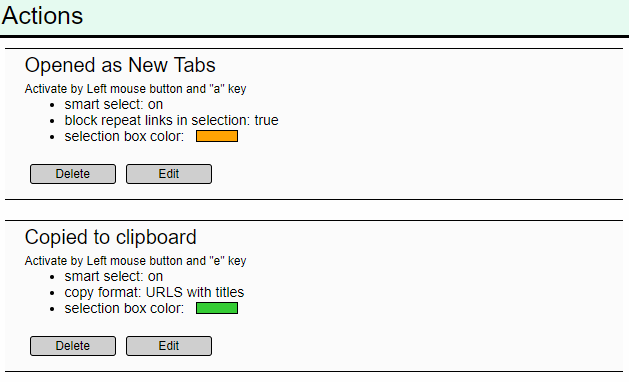 Actions
Opened as New Tabs
Activate by Left mouse button and "a" key
smart select: on
block repeat links in selection: true
selection box color:
Delete Edit
Copied to clipboard
Activate by Left mouse button and "e" key
smart select: on
copy format: URLS with titles
selection box color:
Delete Edit